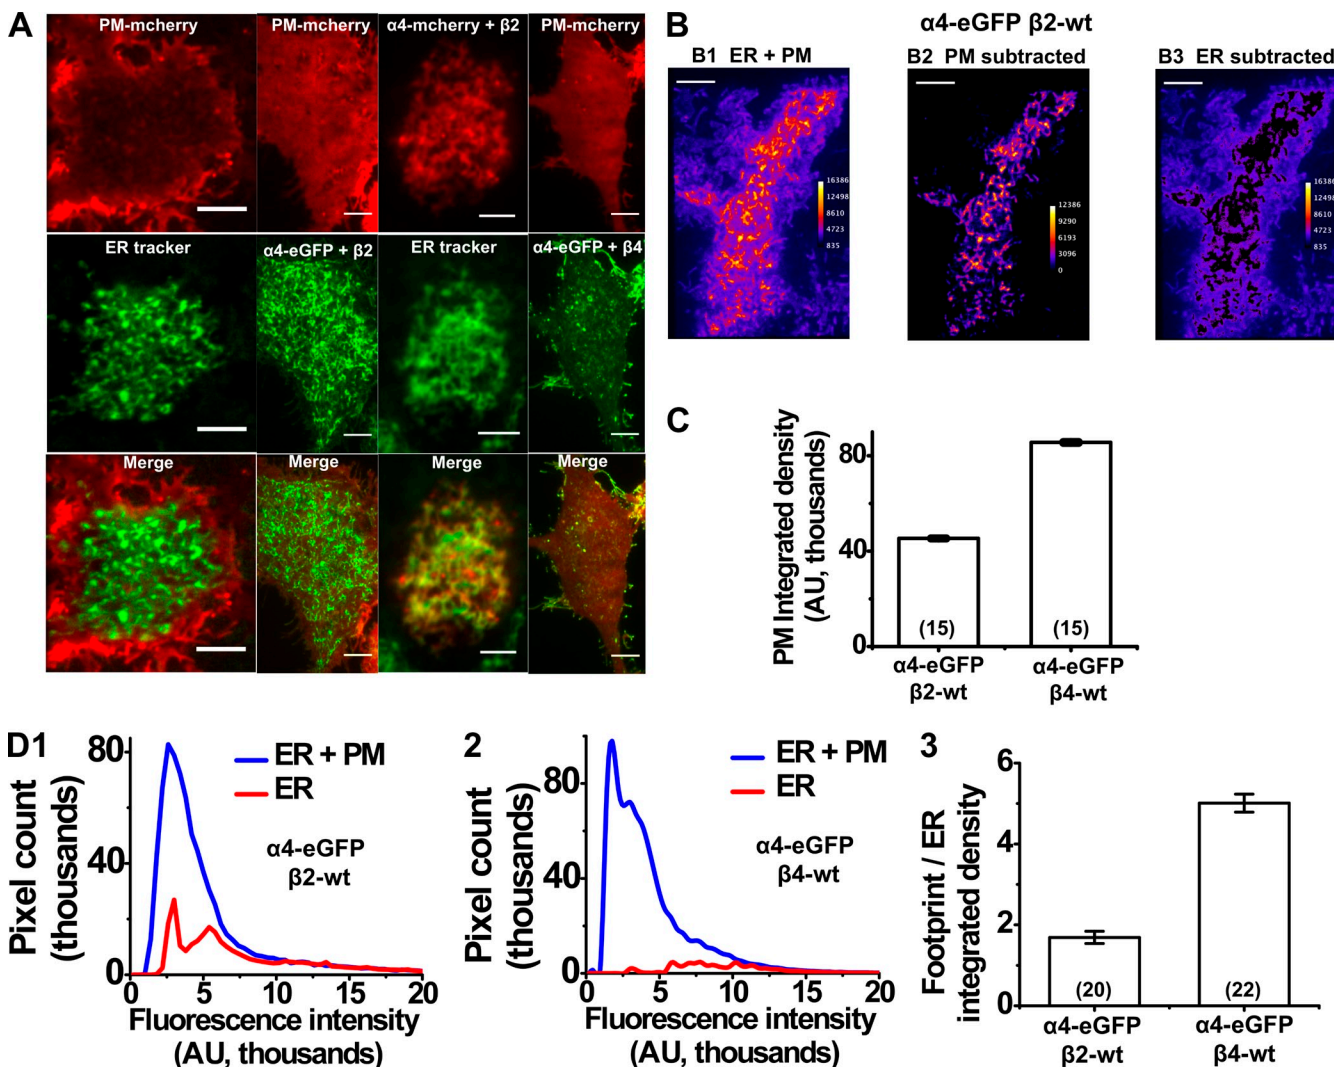 A
PM-mcherry
α4-mcherry + β2
PM-mcherry
ER tracker
α4-eGFP + β2
ER tracker
α4-eGFP + β4
Merge
Merge
Merge
Merge
B
α4-eGFP β2-wt
B1 ER + PM
B2 PM subtracted
B3 ER subtracted
16386
12498
8610
4723
835
12386
9290
6193
3096
0
16386
12498
8610
4723
835
C
PM Integrated density
(AU, thousands)
80
40
0
(15)
(15)
α4-eGFP
β2-wt
α4-eGFP
β4-wt
D1
Pixel count
(thousands)
80
40
0
ER + PM
ER
α4-eGFP
β2-wt
0
5
10
15
20
Fluorescence intensity
(AU, thousands)
2
Pixel count
(thousands)
80
40
0
ER + PM
ER
α4-eGFP
β4-wt
0
5
10
15
20
Fluorescence intensity
(AU, thousands)
3
Footprint / ER
integrated density
6
4
2
0
(20)
(22)
α4-eGFP
β2-wt
α4-eGFP
β4-wt